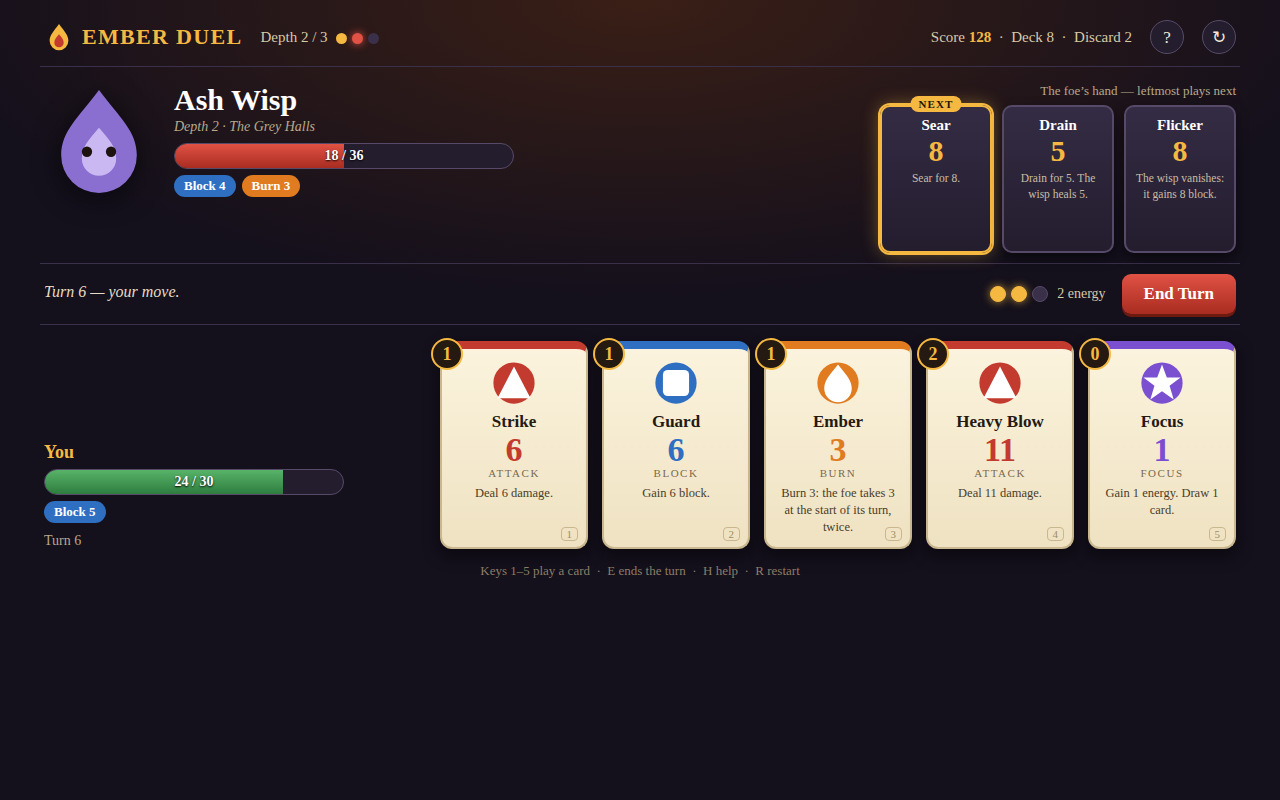 EMBER DUEL
Depth 2 / 3
Score 128 · Deck 8 · Discard 2
?
↻
Ash Wisp
Depth 2 · The Grey Halls
18 / 36
Block 4
Burn 3
The foe's hand — leftmost plays next
NEXT
Sear
8
Sear for 8.
Drain
5
Drain for 5. The
wisp heals 5.
Flicker
8
The wisp vanishes:
it gains 8 block.
Turn 6 — your move.
2 energy
End Turn
You
24 / 30
Block 5
Turn 6
1
Strike
6
ATTACK
Deal 6 damage.
1
1
Guard
6
BLOCK
Gain 6 block.
2
1
Ember
3
BURN
Burn 3: the foe takes 3
at the start of its turn,
twice.
3
2
Heavy Blow
11
ATTACK
Deal 11 damage.
4
0
Focus
1
FOCUS
Gain 1 energy. Draw 1
card.
5
Keys 1–5 play a card · E ends the turn · H help · R restart